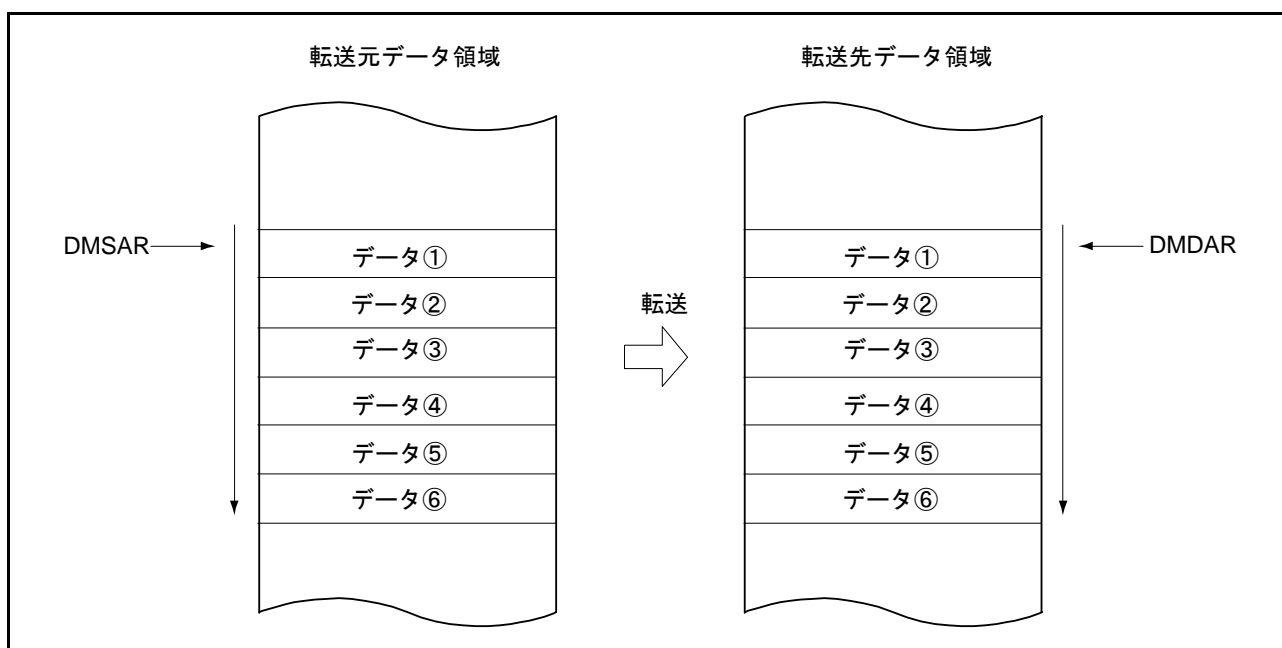 転送元データ領域
転送先データ領域
DMSAR
DMDAR
データ①
データ②
データ③
データ④
データ⑤
データ⑥
転送
データ①
データ②
データ③
データ④
データ⑤
データ⑥